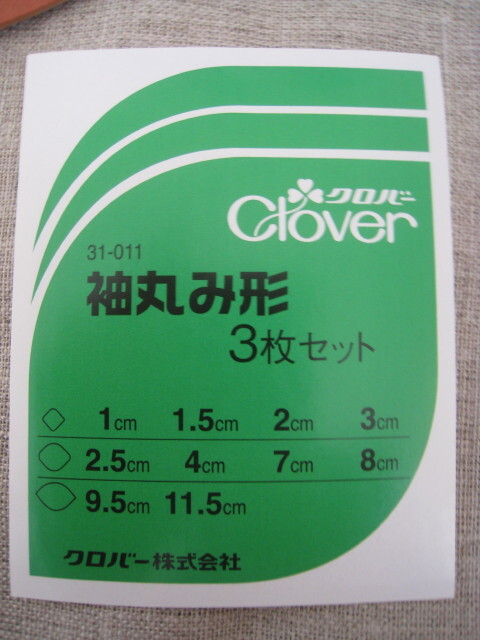 クロバー
Clover
31-011
袖丸み形
3枚セット
1cm 1.5cm 2cm 3cm
2.5cm 4cm 7cm 8cm
9.5cm 11.5cm
クロバー株式会社